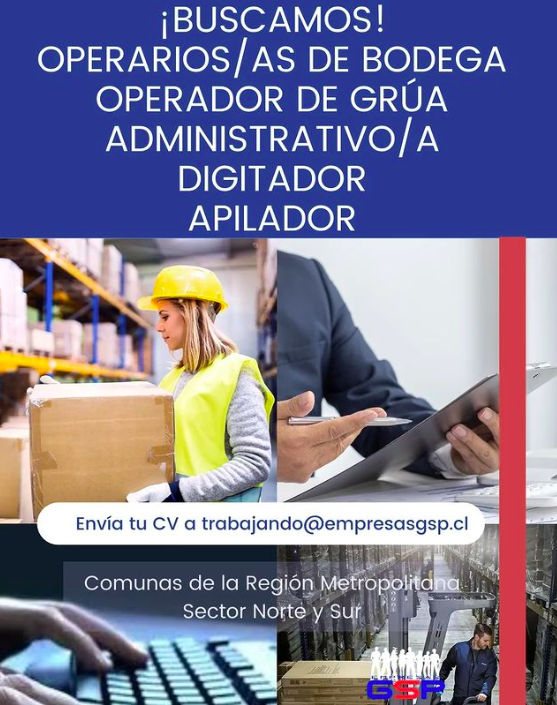 ¡BUSCAMOS!
OPERARIOS/AS DE BODEGA
OPERADOR DE GRÚA
ADMINISTRATIVO/A
DIGITADOR
APILADOR
Envía tu CV a trabajando@empresasgsp.cl
Comunas de la Región Metropolitana
Sector Norte y Sur
GSP